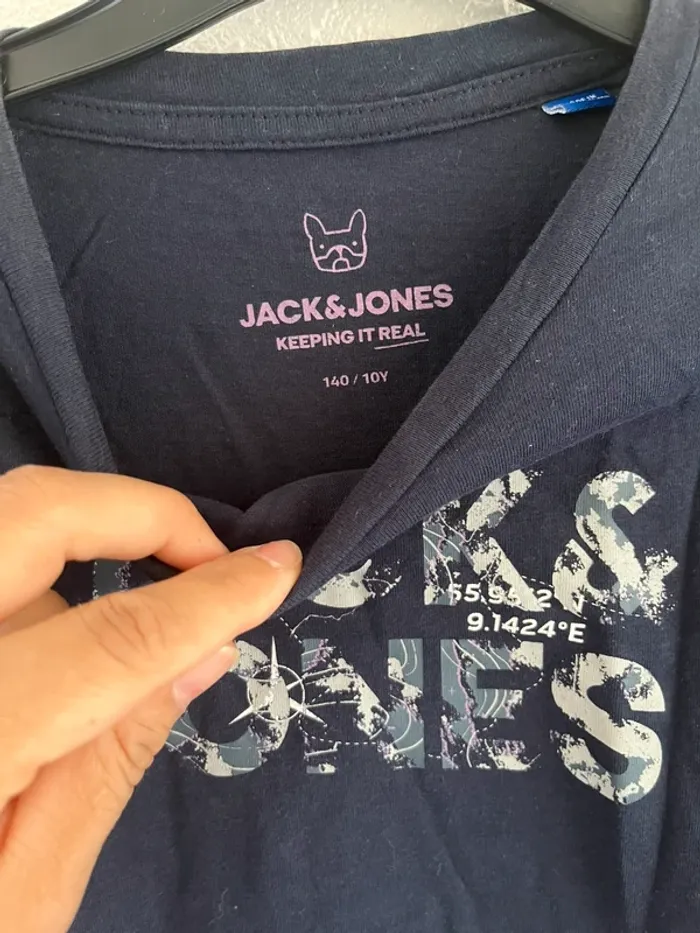 JACK&JONES
KEEPING IT REAL
140 / 10Y
K&
9.1424°E
ONES